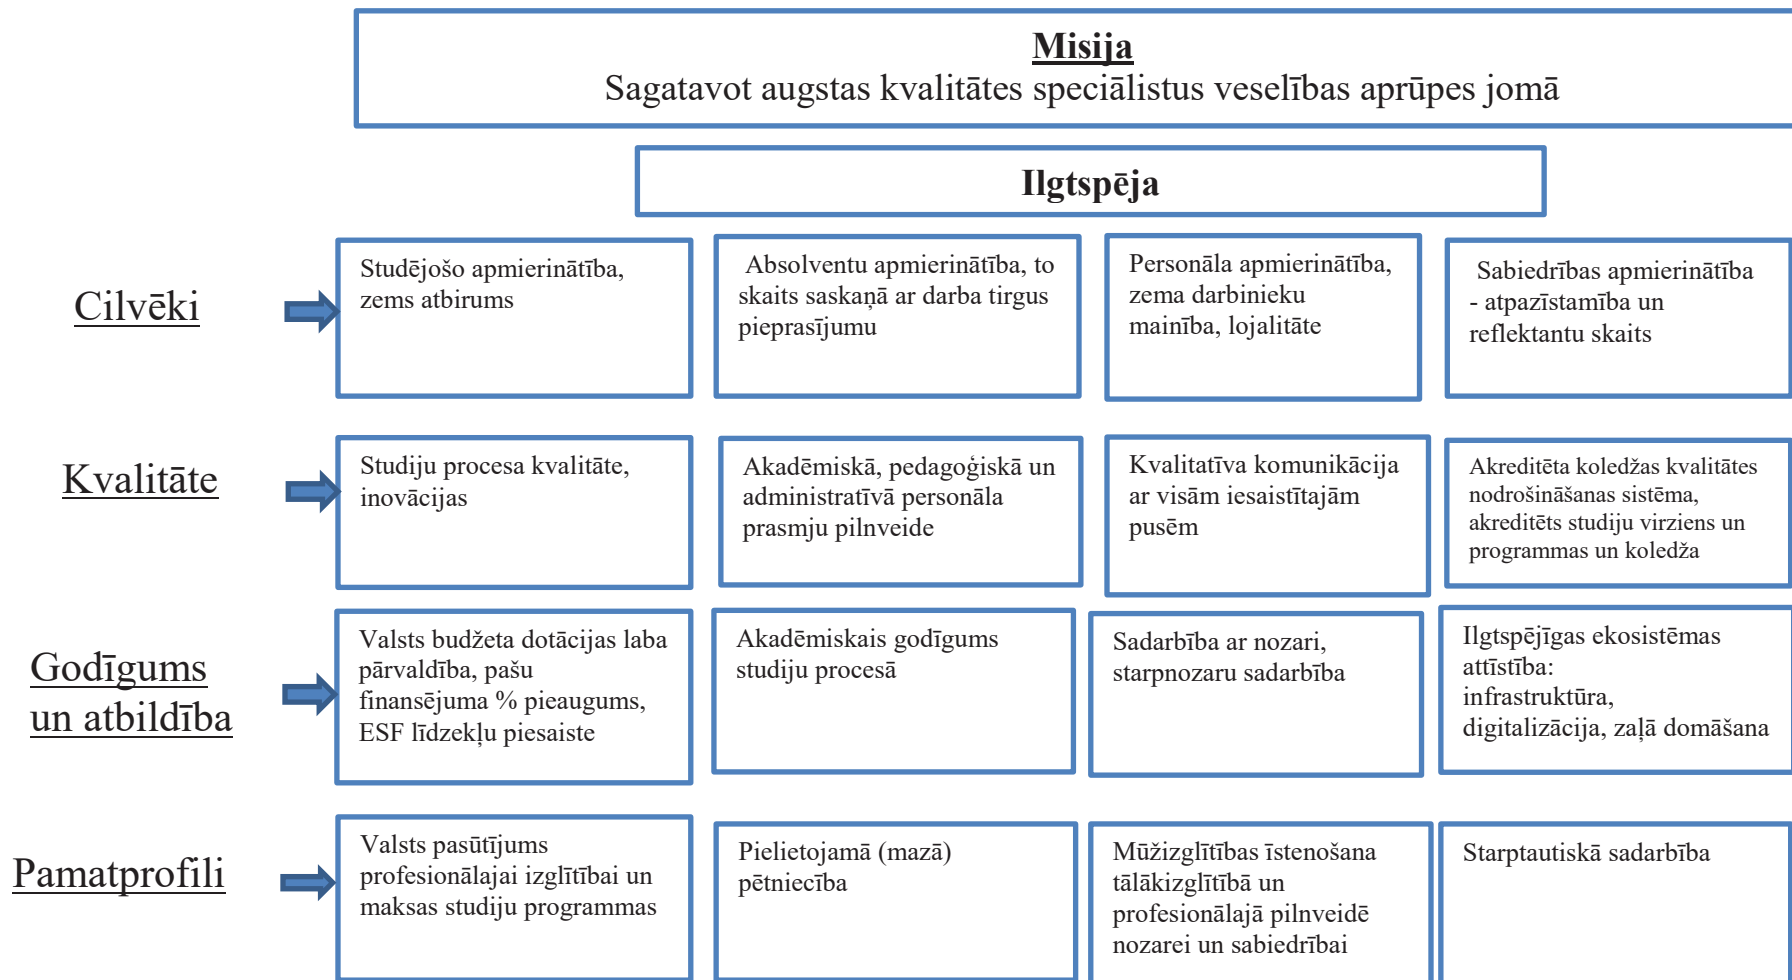 Misija
Sagatavot augstas kvalitātes speciālistus veselības aprūpes jomā
Ilgtspēja
Cilvēki
Studējošo apmierinātība,
zems atbirums
Absolventu apmierinātība, to
skaits saskaņā ar darba tirgus
pieprasījumu
Personāla apmierinātība,
zema darbinieku
mainība, lojalitāte
Sabiedrības apmierinātība
- atpazīstamība un
reflektantu skaits
Kvalitāte
Studiju procesa kvalitāte,
inovācijas
Akadēmiskā, pedagoģiskā un
administratīvā personāla
prasmju pilnveide
Kvalitatīva komunikācija
ar visām iesaistītajām
pusēm
Akreditēta koledžas kvalitātes
nodrošināšanas sistēma,
akreditēts studiju virziens un
programmas un koledža
Godīgums
un atbildība
Valsts budžeta dotācijas laba
pārvaldība, pašu
finansējuma % pieaugums,
ESF līdzekļu piesaiste
Akadēmiskais godīgums
studiju procesā
Sadarbība ar nozari,
starpnozaru sadarbība
Ilgtspējīgas ekosistēmas
attīstība:
infrastruktūra,
digitalizācija, zaļā domāšana
Pamatprofili
Valsts pasūtījums
profesionālajai izglītībai un
maksas studiju programmas
Pielietojamā (mazā)
pētniecība
Mūžizglītības īstenošana
tālākizglītībā un
profesionālajā pilnveidē
nozarei un sabiedrībai
Starptautiskā sadarbība